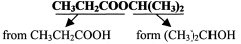 CH₃CH₂COOCH(CH₃)₂
from CH₃CH₂COOH form (CH₃)₂CHOH